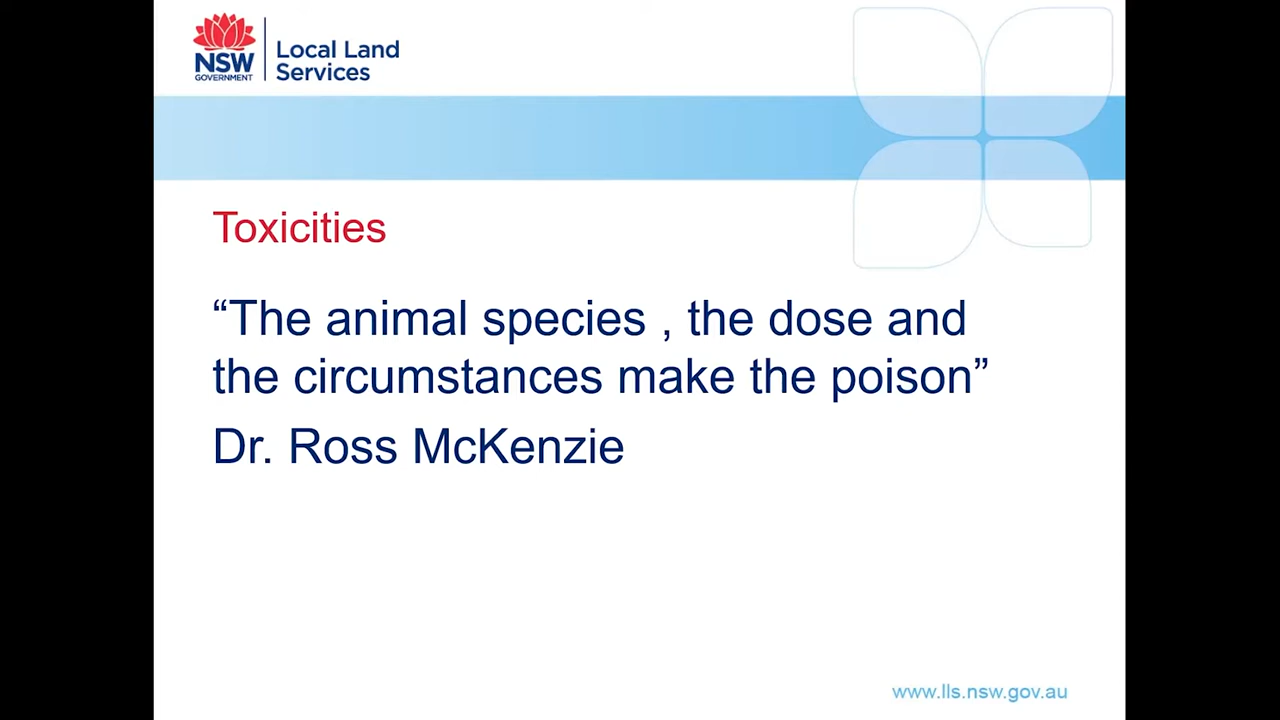 NSW
GOVERNMENT
Local Land
Services
Toxicities
“The animal species , the dose and
the circumstances make the poison”
Dr. Ross McKenzie
www.lls.nsw.gov.au